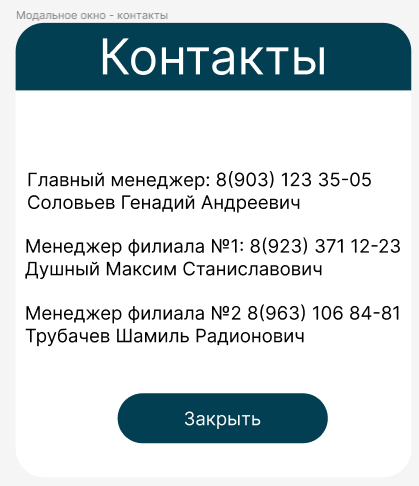 Модальное окно - контакты
Контакты
Главный менеджер: 8(903) 123 35-05
Соловьев Генадий Андреевич
Менеджер филиала №1: 8(923) 371 12-23
Душный Максим Станиславович
Менеджер филиала №2 8(963) 106 84-81
Трубачев Шамиль Радионович
Закрыть